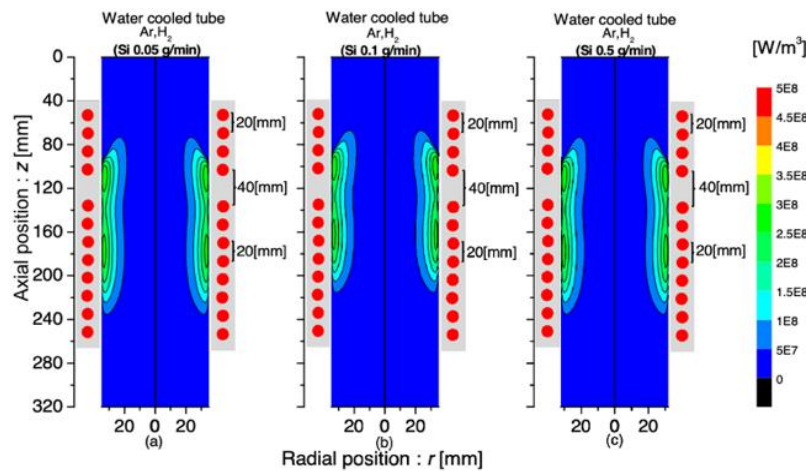 Water cooled tube
Ar,H₂
(Si 0.05 g/min)
Water cooled tube
Ar,H₂
(Si 0.1 g/min)
Water cooled tube
Ar,H₂
(Si 0.5 g/min)
[W/m³]
Axial position : z [mm]
0
40
80
120
160
200
240
280
320
20[mm]
40[mm]
20[mm]
20[mm]
40[mm]
20[mm]
20[mm]
40[mm]
20[mm]
5E8
4.5E8
4E8
3.5E8
3E8
2.5E8
2E8
1.5E8
1E8
5E7
0
20 0 20
20 0 20
20 0 20
(a)
(b)
(c)
Radial position : r [mm]